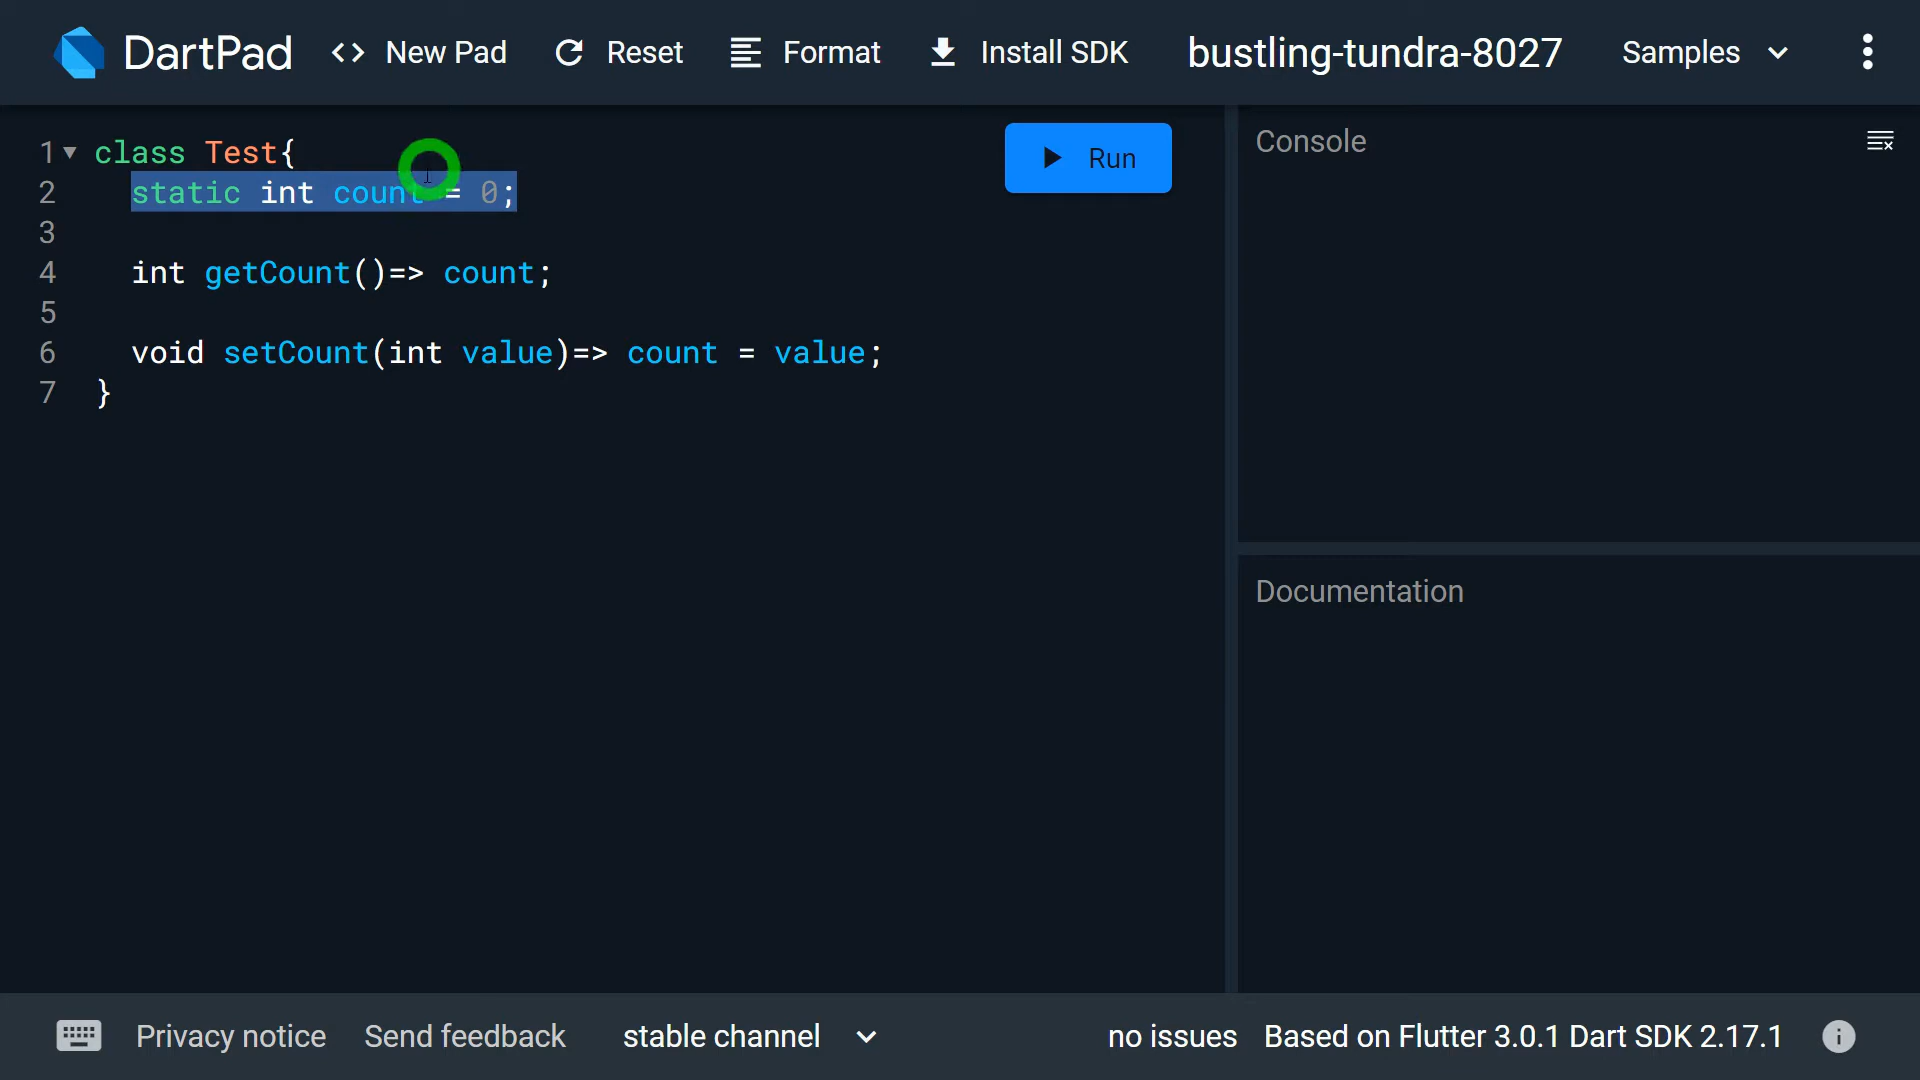 DartPad <> New Pad Reset Format Install SDK bustling-tundra-8027 Samples
1 class Test{
2 static int count = 0;
3
4 int getCount()=> count;
5
6 void setCount(int value)=> count = value;
7 }
Run
Console
Documentation
Privacy notice Send feedback stable channel no issues Based on Flutter 3.0.1 Dart SDK 2.17.1